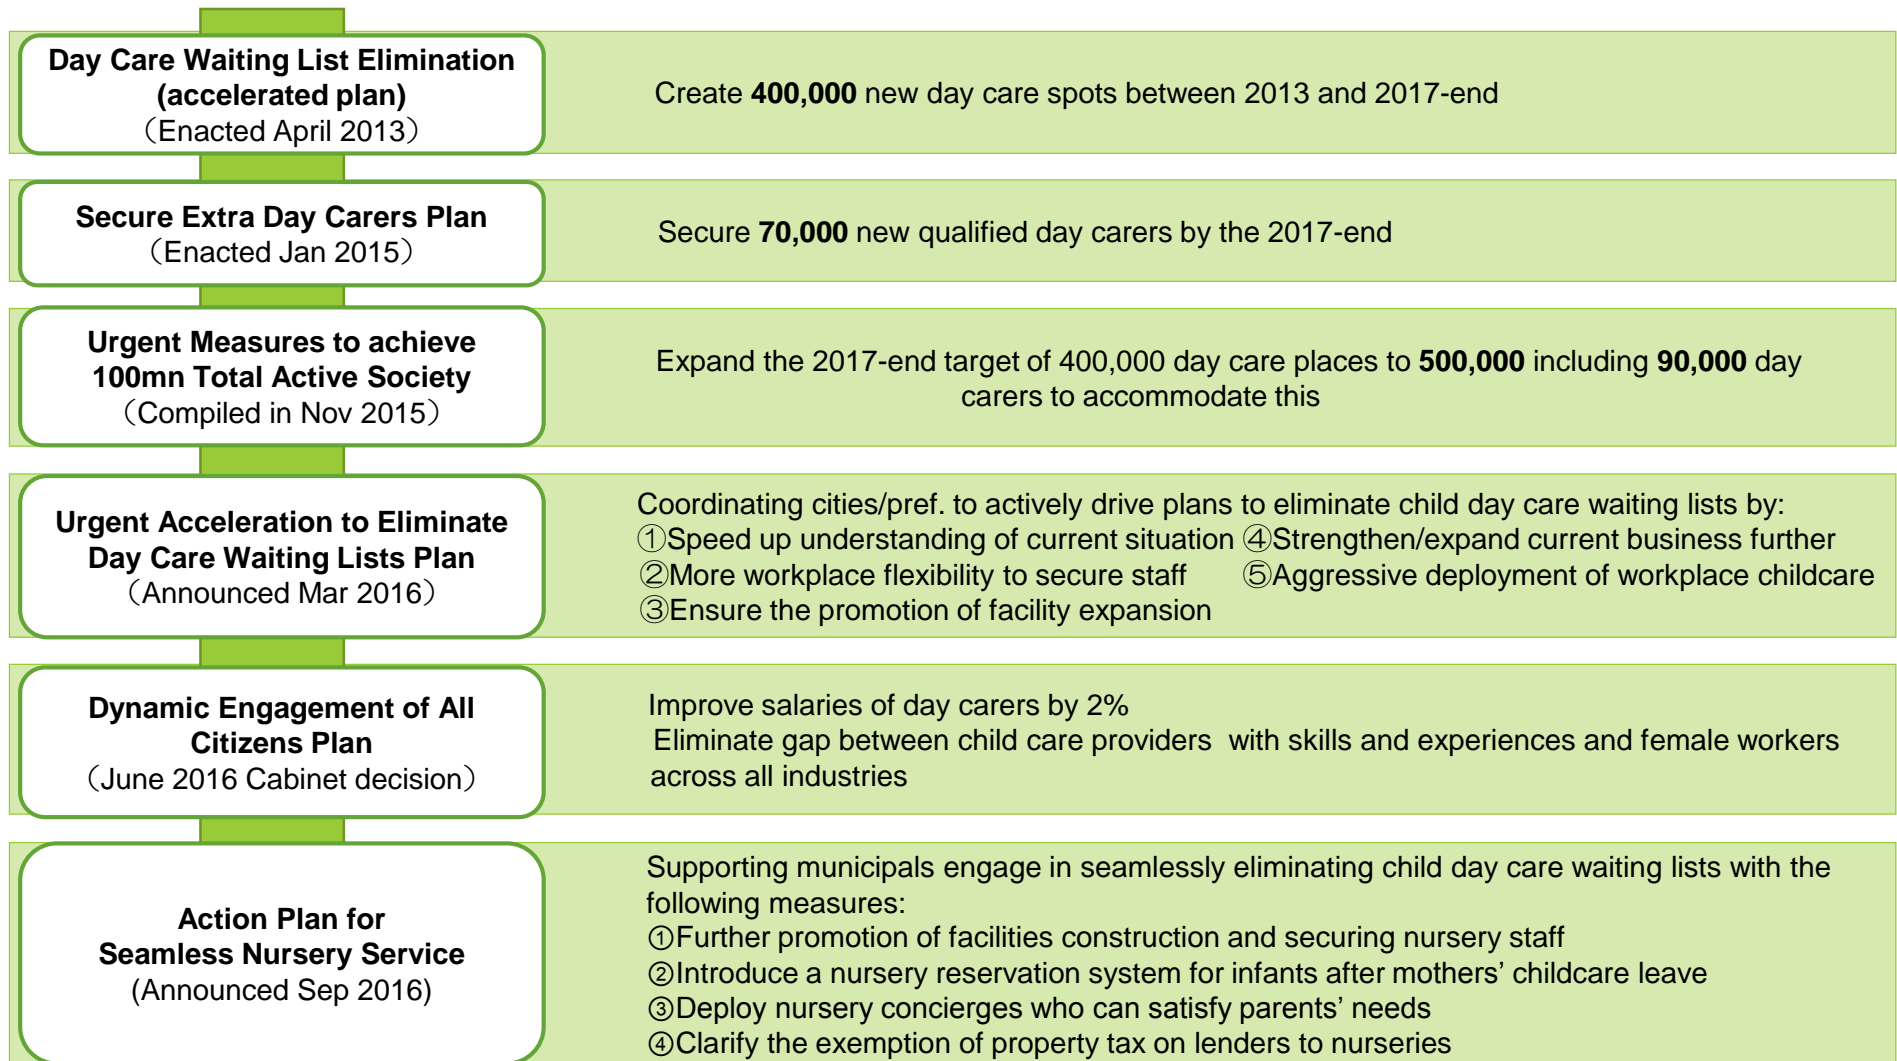 Day Care Waiting List Elimination
(accelerated plan)
（Enacted April 2013）
Create 400,000 new day care spots between 2013 and 2017-end
Secure Extra Day Carers Plan
（Enacted Jan 2015）
Secure 70,000 new qualified day carers by the 2017-end
Urgent Measures to achieve
100mn Total Active Society
（Compiled in Nov 2015）
Expand the 2017-end target of 400,000 day care places to 500,000 including 90,000 day
carers to accommodate this
Urgent Acceleration to Eliminate
Day Care Waiting Lists Plan
（Announced Mar 2016）
Coordinating cities/pref. to actively drive plans to eliminate child day care waiting lists by:
①Speed up understanding of current situation ④Strengthen/expand current business further
②More workplace flexibility to secure staff ⑤Aggressive deployment of workplace childcare
③Ensure the promotion of facility expansion
Dynamic Engagement of All
Citizens Plan
（June 2016 Cabinet decision）
Improve salaries of day carers by 2%
Eliminate gap between child care providers with skills and experiences and female workers
across all industries
Action Plan for
Seamless Nursery Service
(Announced Sep 2016)
Supporting municipals engage in seamlessly eliminating child day care waiting lists with the
following measures:
①Further promotion of facilities construction and securing nursery staff
②Introduce a nursery reservation system for infants after mothers’ childcare leave
③Deploy nursery concierges who can satisfy parents’ needs
④Clarify the exemption of property tax on lenders to nurseries